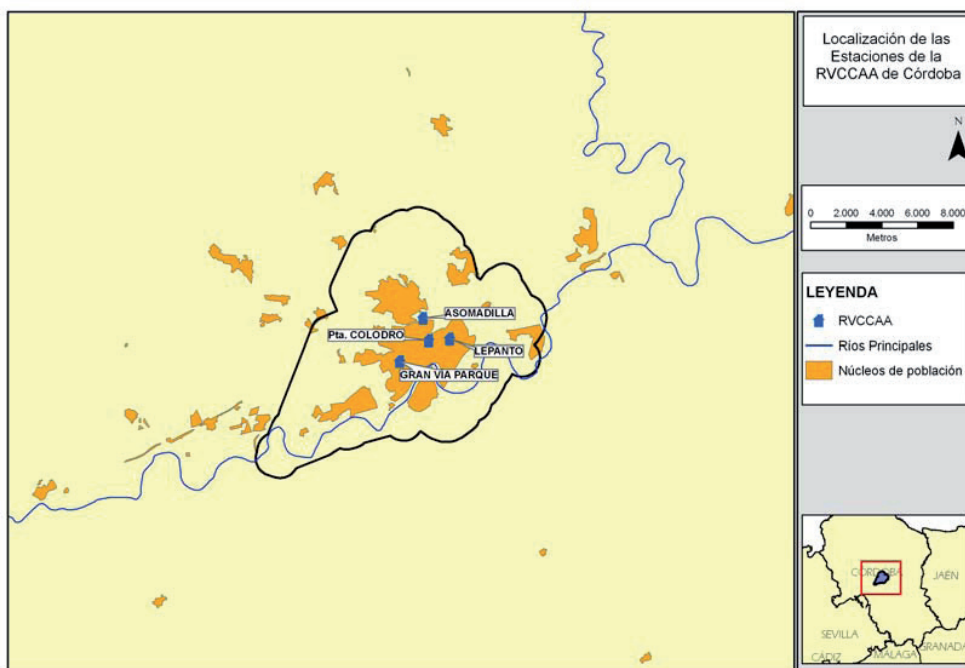 Localización de las
Estaciones de la
RVCCAA de Córdoba
N
0 2.000 4.000 6.000 8.000
Metros
LEYENDA
RVCCAA
Ríos Principales
Núcleos de población
ASOMADILLA
Pta. COLODRO
LEPANTO
GRAN VIA PARQUE
CÓRDOBA
JAÉN
SEVILLA
GRANADA
CÁDIZ
MÁLAGA